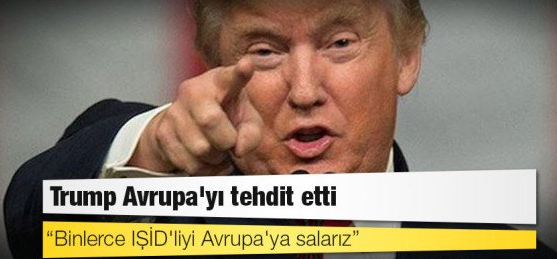 Trump Avrupa'yı tehdit etti
“Binlerce IŞİD'liyi Avrupa'ya salarız”